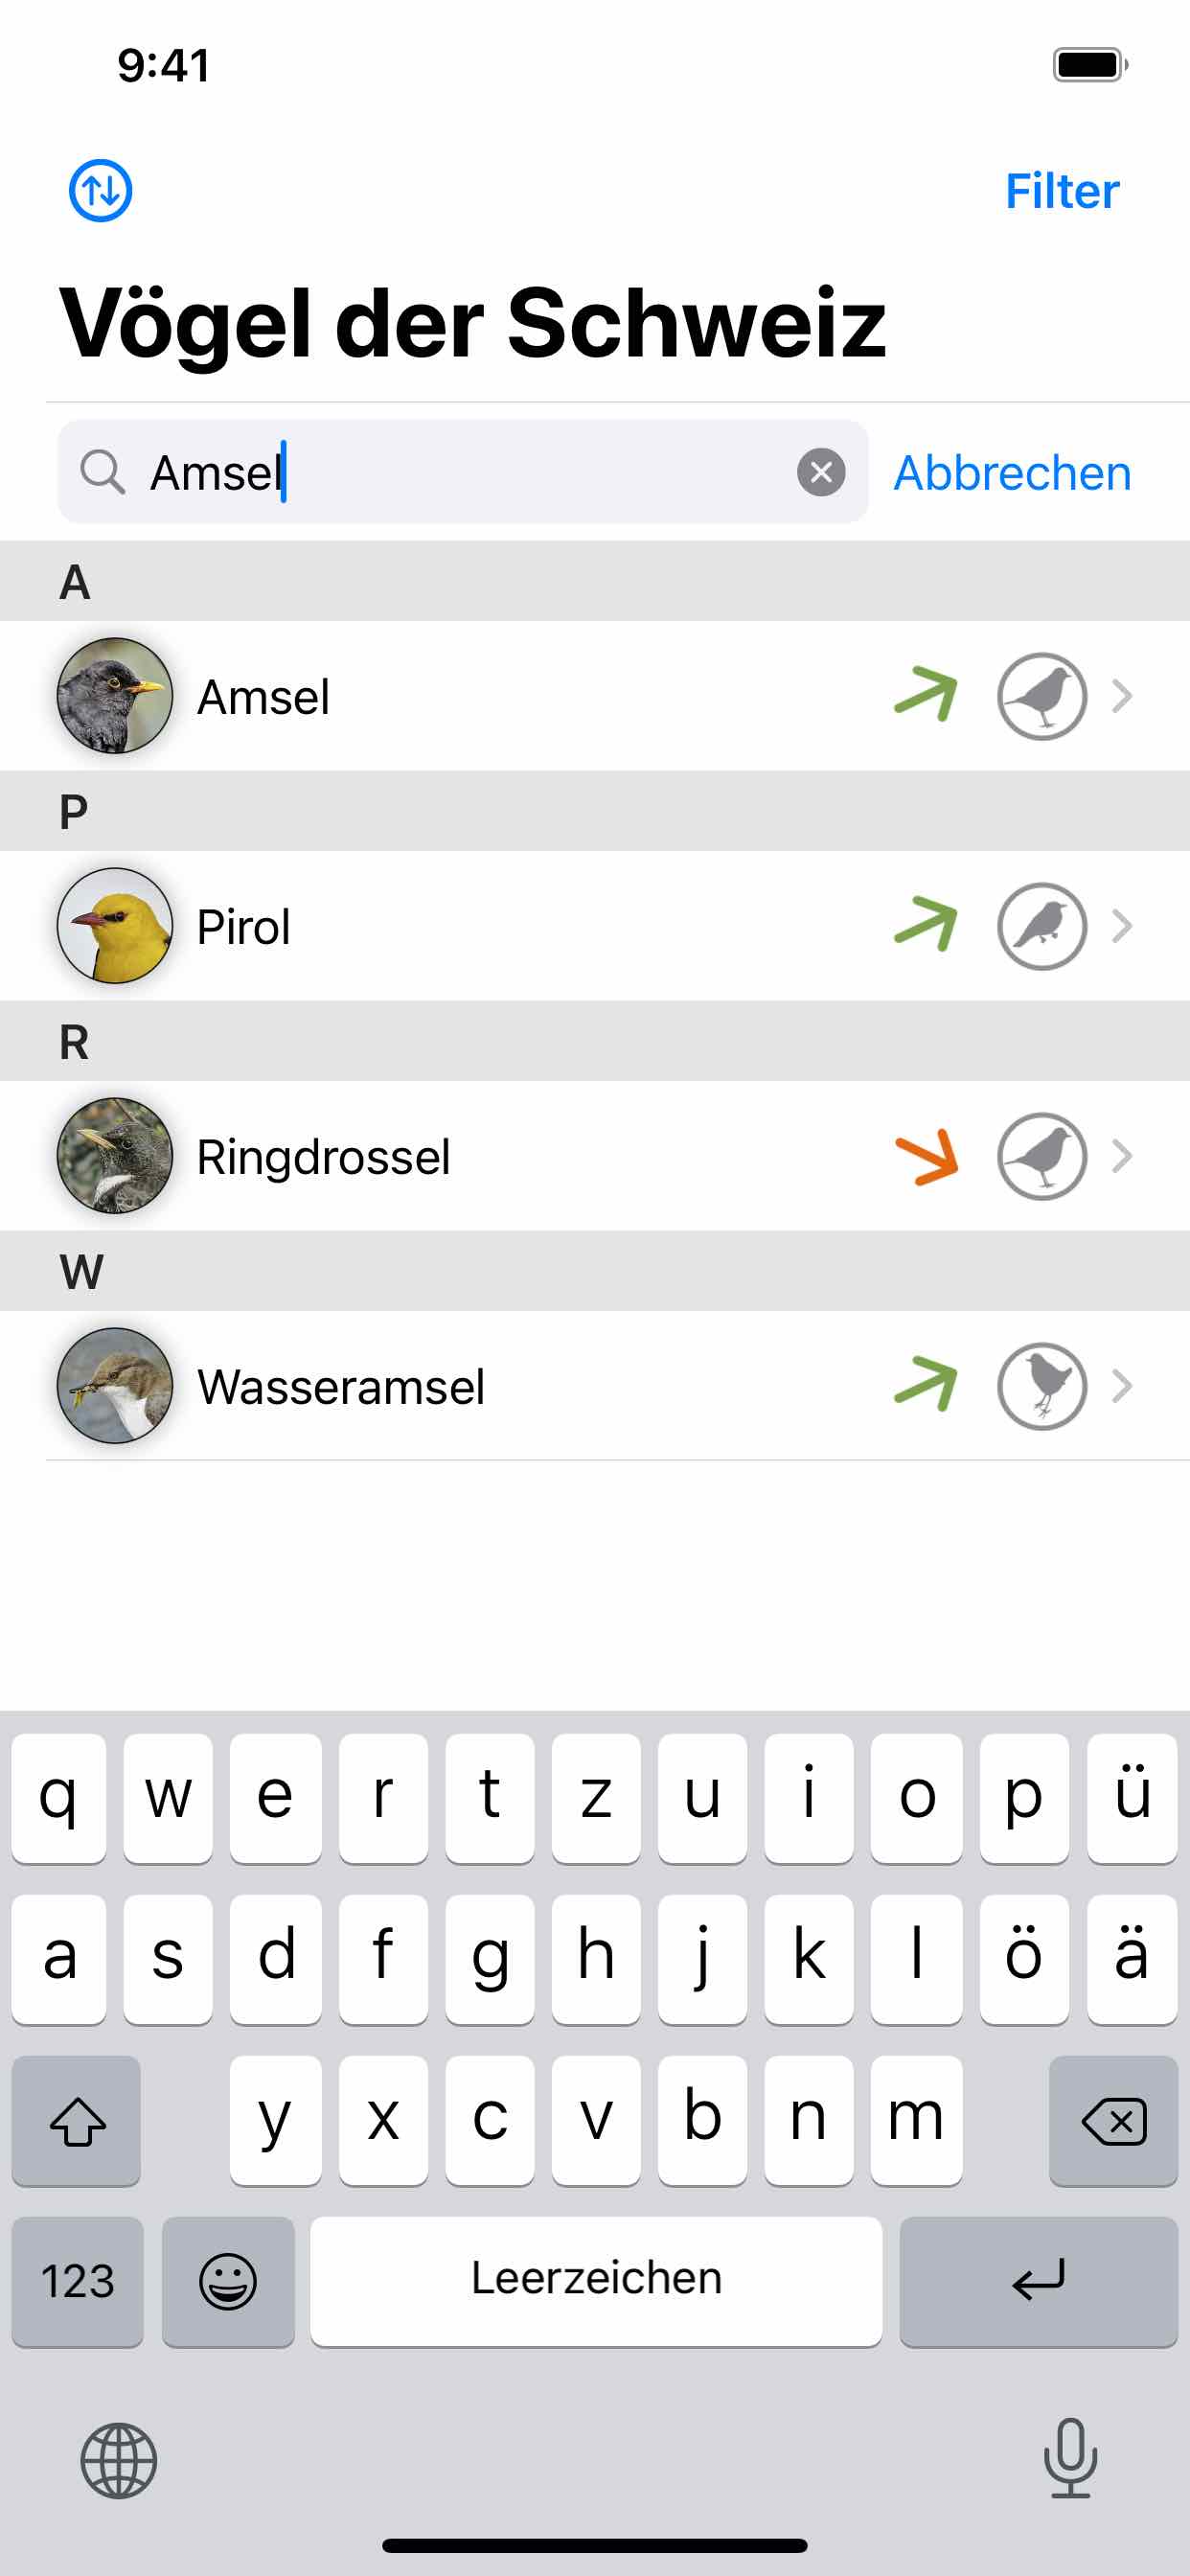 9:41
Filter
Vögel der Schweiz
Amsel
Abbrechen
A
Amsel
P
Pirol
R
Ringdrossel
W
Wasseramsel
q w e r t z u i o p ü
a s d f g h j k l ö ä
y x c v b n m
123 Leerzeichen